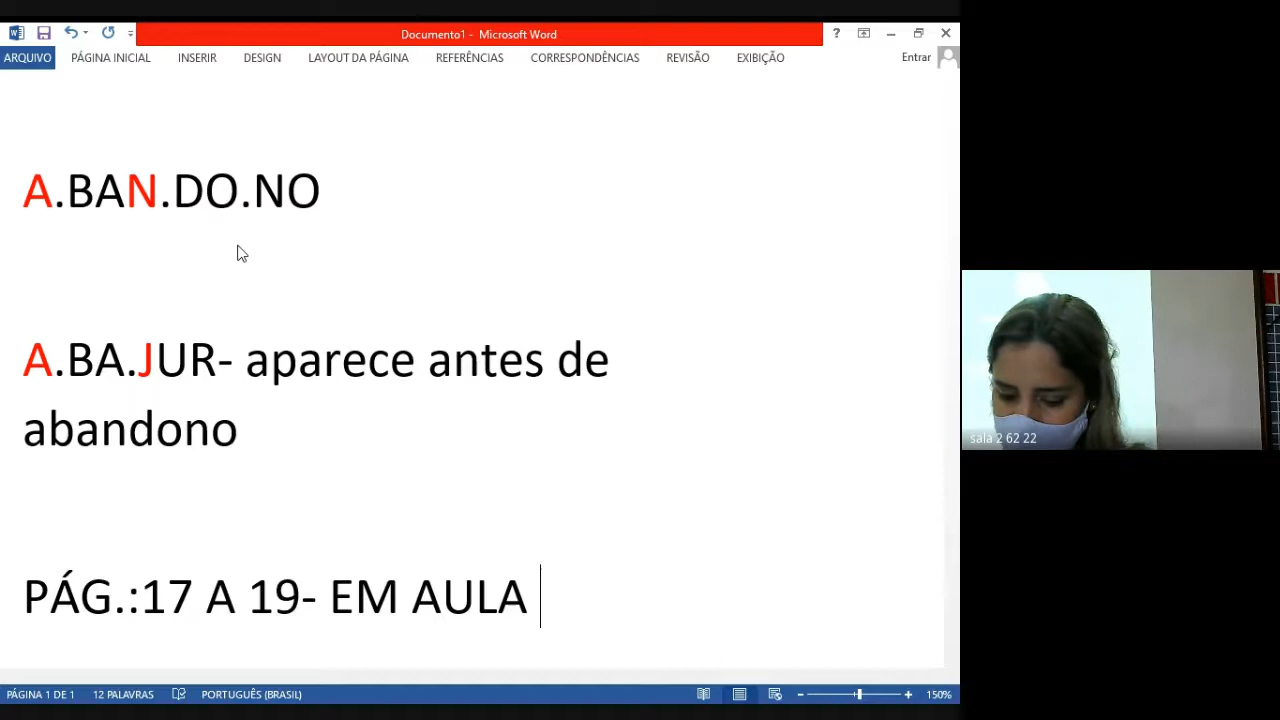 Documento1 - Microsoft Word
?
ARQUIVO PÁGINA INICIAL INSERIR DESIGN LAYOUT DA PÁGINA REFERÊNCIAS CORRESPONDÊNCIAS REVISÃO EXIBIÇÃO Entrar
A.BAN.DO.NO
A.BA.JUR- aparece antes de
abandono
PÁG.:17 A 19- EM AULA
sala 2 62 22
PÁGINA 1 DE 1 12 PALAVRAS PORTUGUÊS (BRASIL) 150%